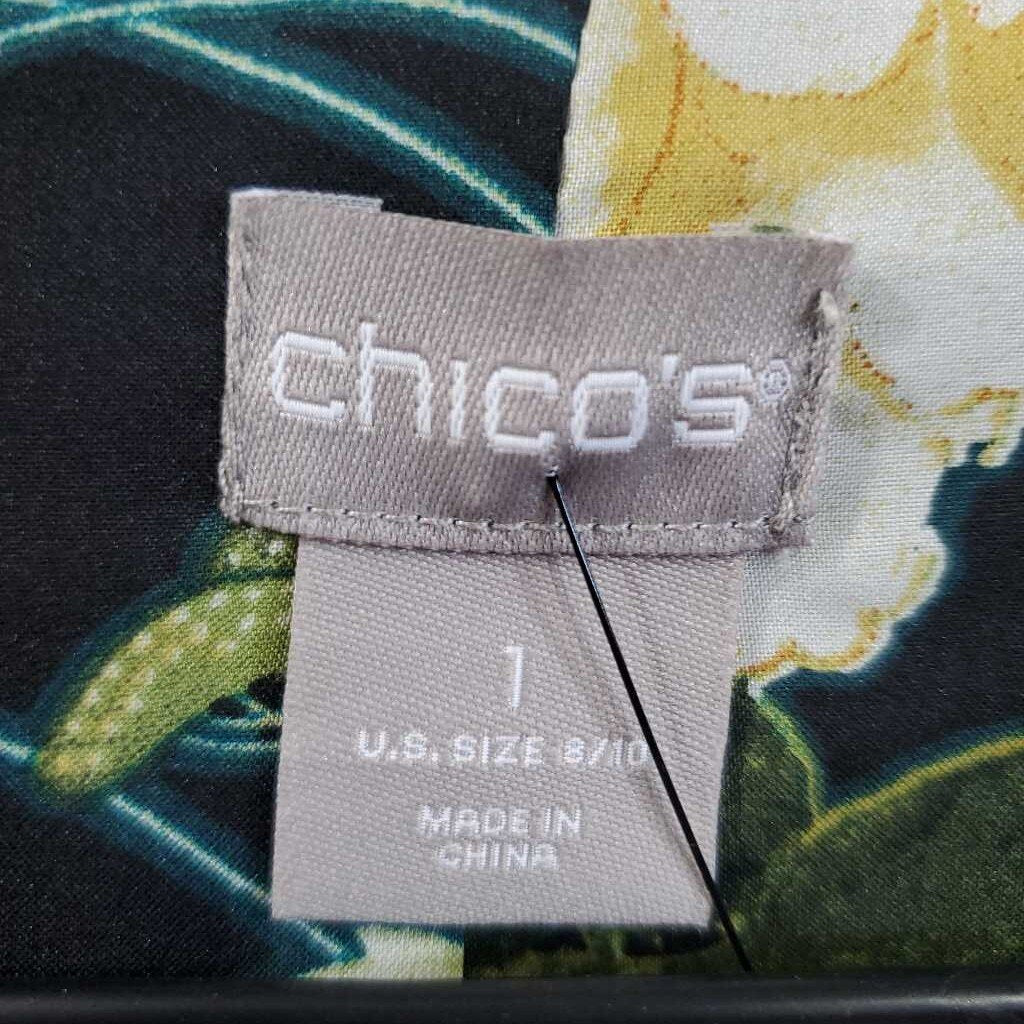 chico's®
1
U.S. SIZE 8/10
MADE IN
CHINA